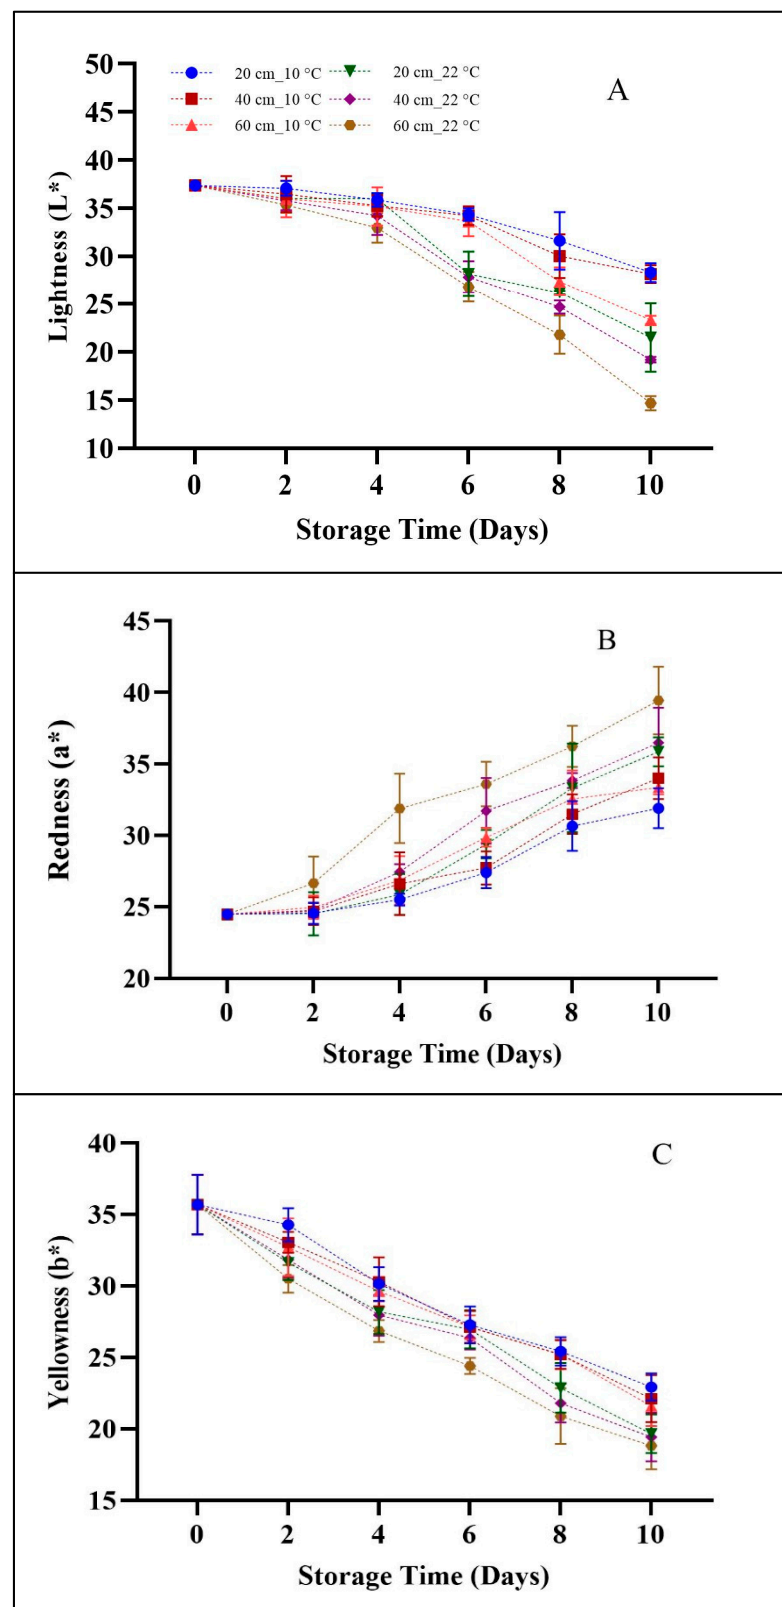 A
50
45
40
35
30
25
20
15
10
Lightness (L*)
20 cm_10 °C
20 cm_22 °C
40 cm_10 °C
40 cm_22 °C
60 cm_10 °C
60 cm_22 °C
0 2 4 6 8 10
Storage Time (Days)
B
45
40
35
30
25
20
Redness (a*)
0 2 4 6 8 10
Storage Time (Days)
C
40
35
30
25
20
15
Yellowness (b*)
0 2 4 6 8 10
Storage Time (Days)